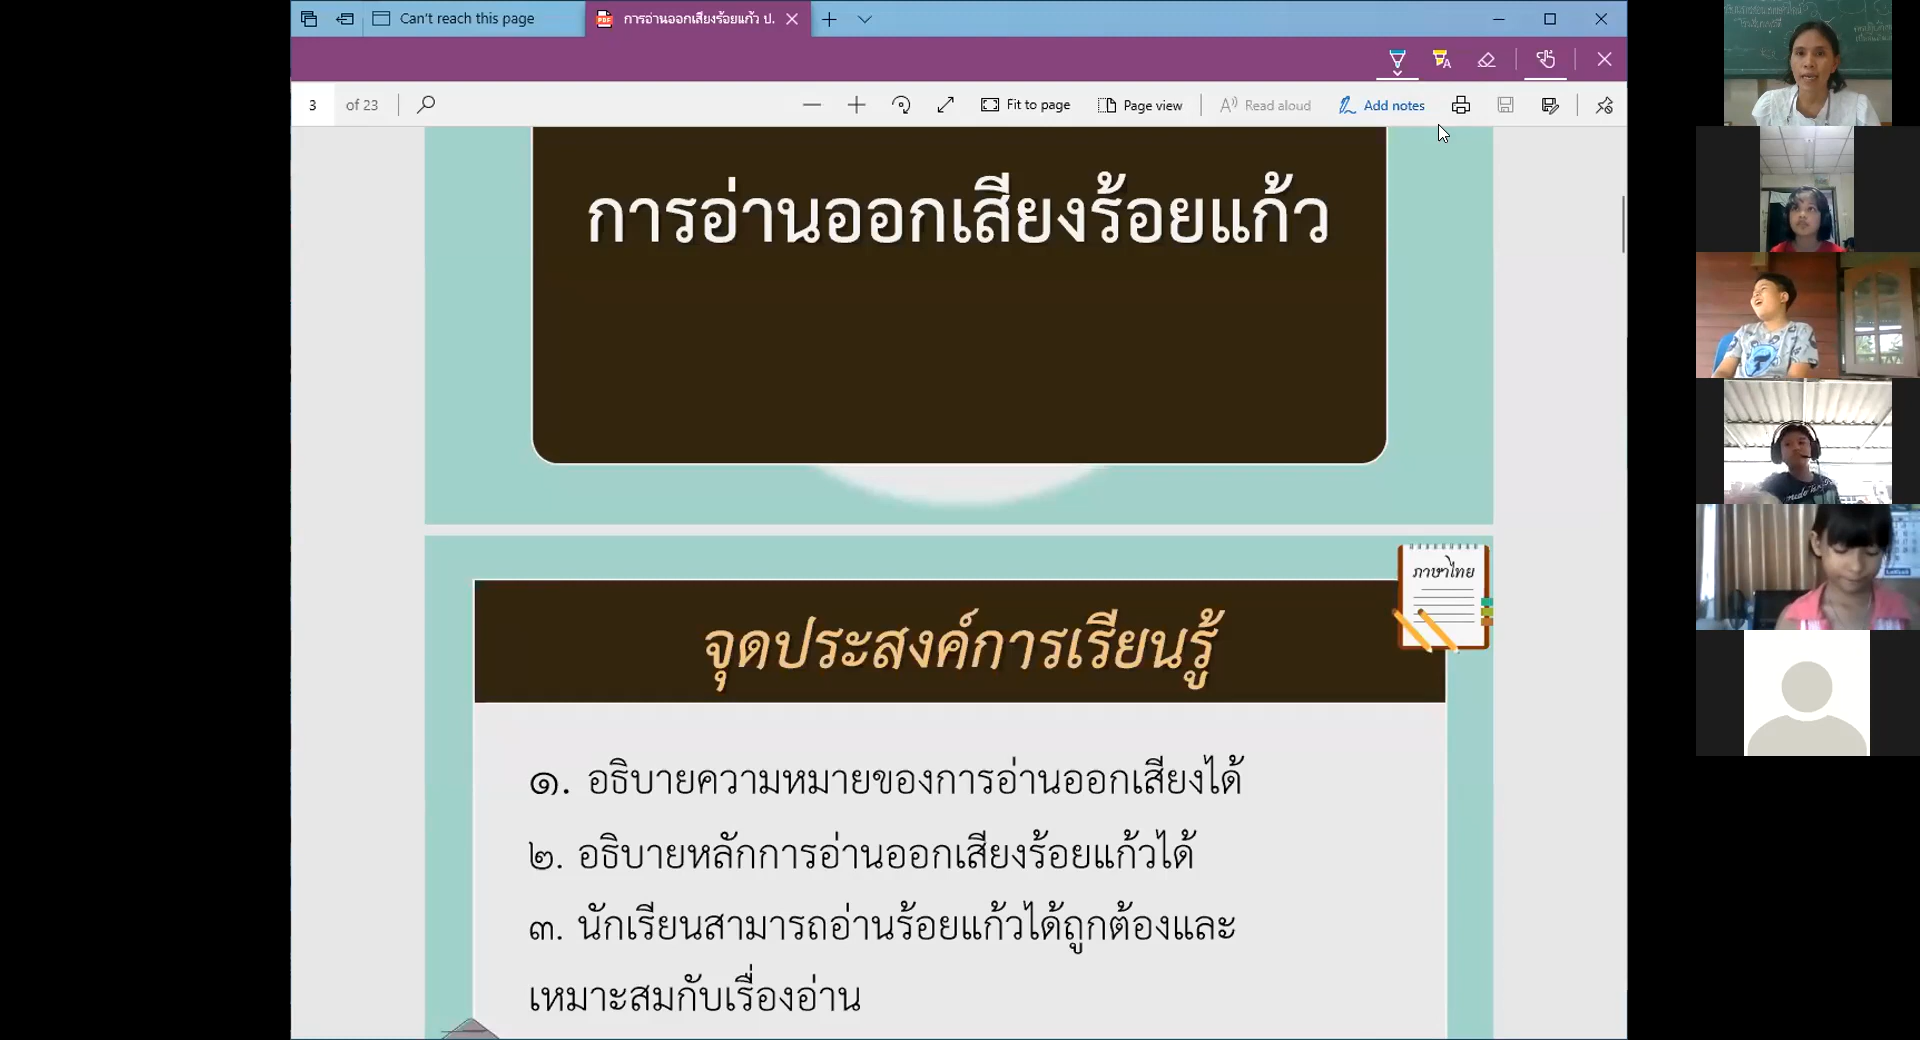 Can't reach this page
การอ่านออกเสียงร้อยแก้ว ป.
3 of 23
Fit to page
Page view
Read aloud
Add notes
การอ่านออกเสียงร้อยแก้ว
ภาษาไทย
จุดประสงค์การเรียนรู้
๑. อธิบายความหมายของการอ่านออกเสียงได้
๒. อธิบายหลักการอ่านออกเสียงร้อยแก้วได้
๓. นักเรียนสามารถอ่านร้อยแก้วได้ถูกต้องและ
เหมาะสมกับเรื่องอ่าน